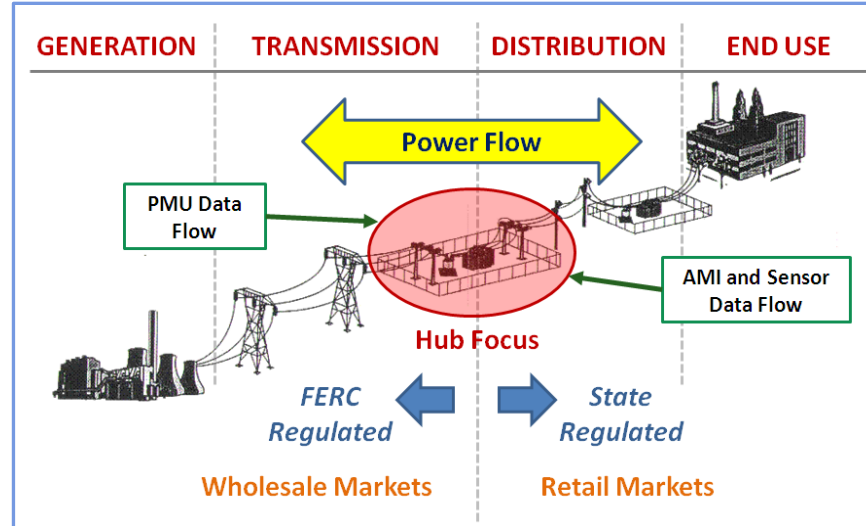 GENERATION
TRANSMISSION
DISTRIBUTION
END USE
Power Flow
PMU Data
Flow
AMI and Sensor
Data Flow
Hub Focus
FERC
Regulated
State
Regulated
Wholesale Markets
Retail Markets